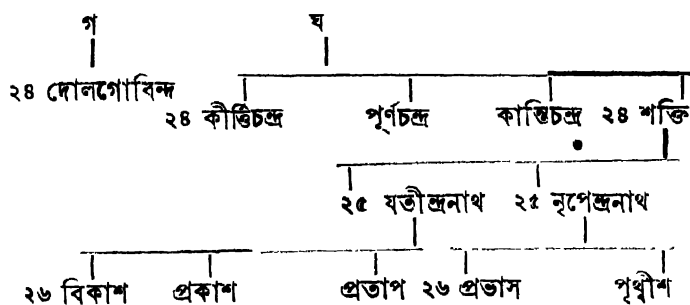 গ ঘ
২৪ দোলগোবিন্দ
২৪ কীর্ত্তিচন্দ্র পূর্ণচন্দ্র কান্তিচন্দ্র ২৪ শক্তি
২৫ যতীন্দ্রনাথ ২৫ নৃপেন্দ্রনাথ
২৬ বিকাশ প্রকাশ প্রতাপ ২৬ প্রভাস পৃথ্বীশ